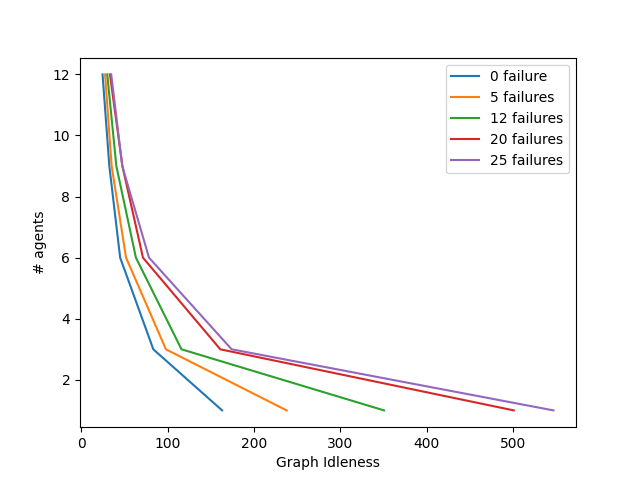 0 failure
5 failures
12 failures
20 failures
25 failures
12
10
8
6
4
2
# agents
0 100 200 300 400 500
Graph Idleness